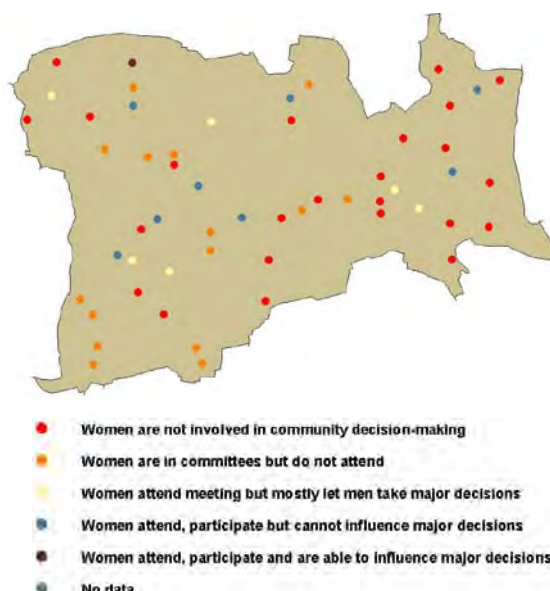 Women are not involved in community decision-making
Women are in committees but do not attend
Women attend meeting but mostly let men take major decisions
Women attend, participate but cannot influence major decisions
Women attend, participate and are able to influence major decisions
No data